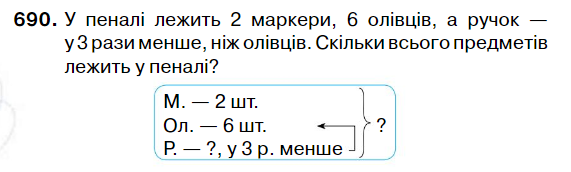 690. У пеналі лежить 2 маркери, 6 олівців, а ручок —
у 3 рази менше, ніж олівців. Скільки всього предметів
лежить у пеналі?
М. — 2 шт.
Ол. — 6 шт. ?
Р. — ?, у 3 р. менше